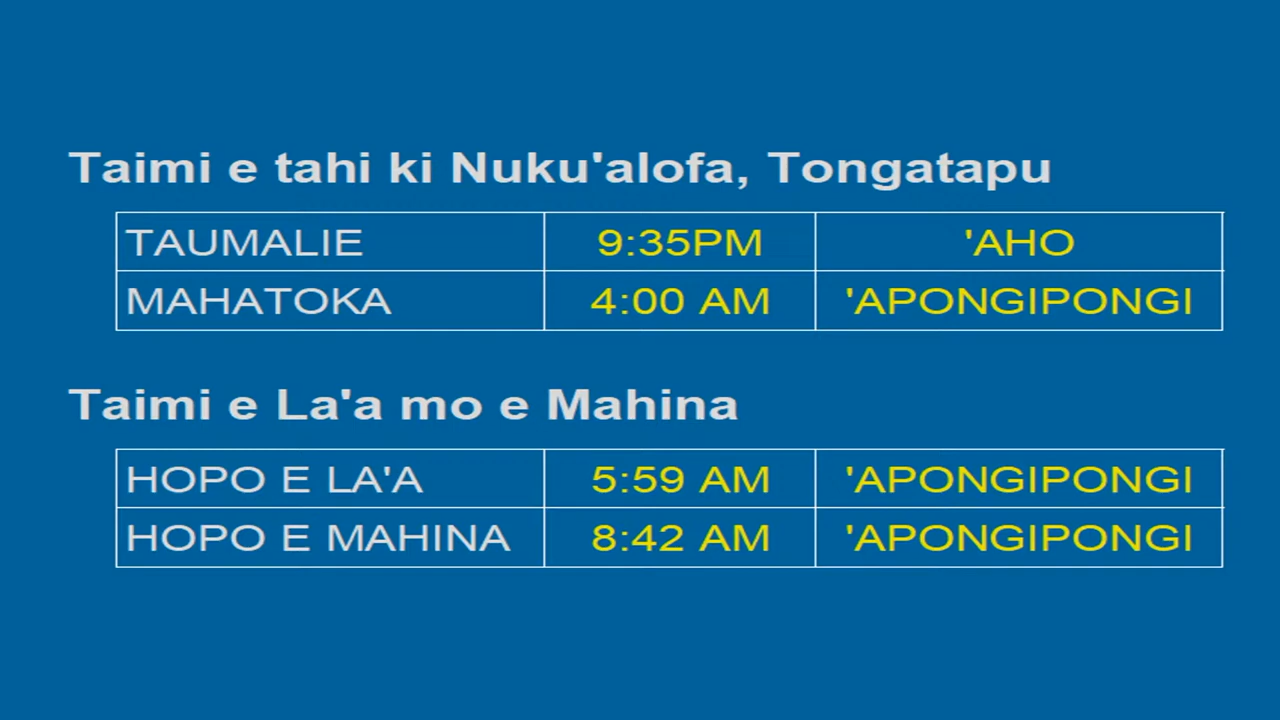 Taimi e tahi ki Nuku'alofa, Tongatapu
TAUMALIE 9:35PM 'AHO
MAHATOKA 4:00 AM 'APONGIPONGI
Taimi e La'a mo e Mahina
HOPO E LA'A 5:59 AM 'APONGIPONGI
HOPO E MAHINA 8:42 AM 'APONGIPONGI